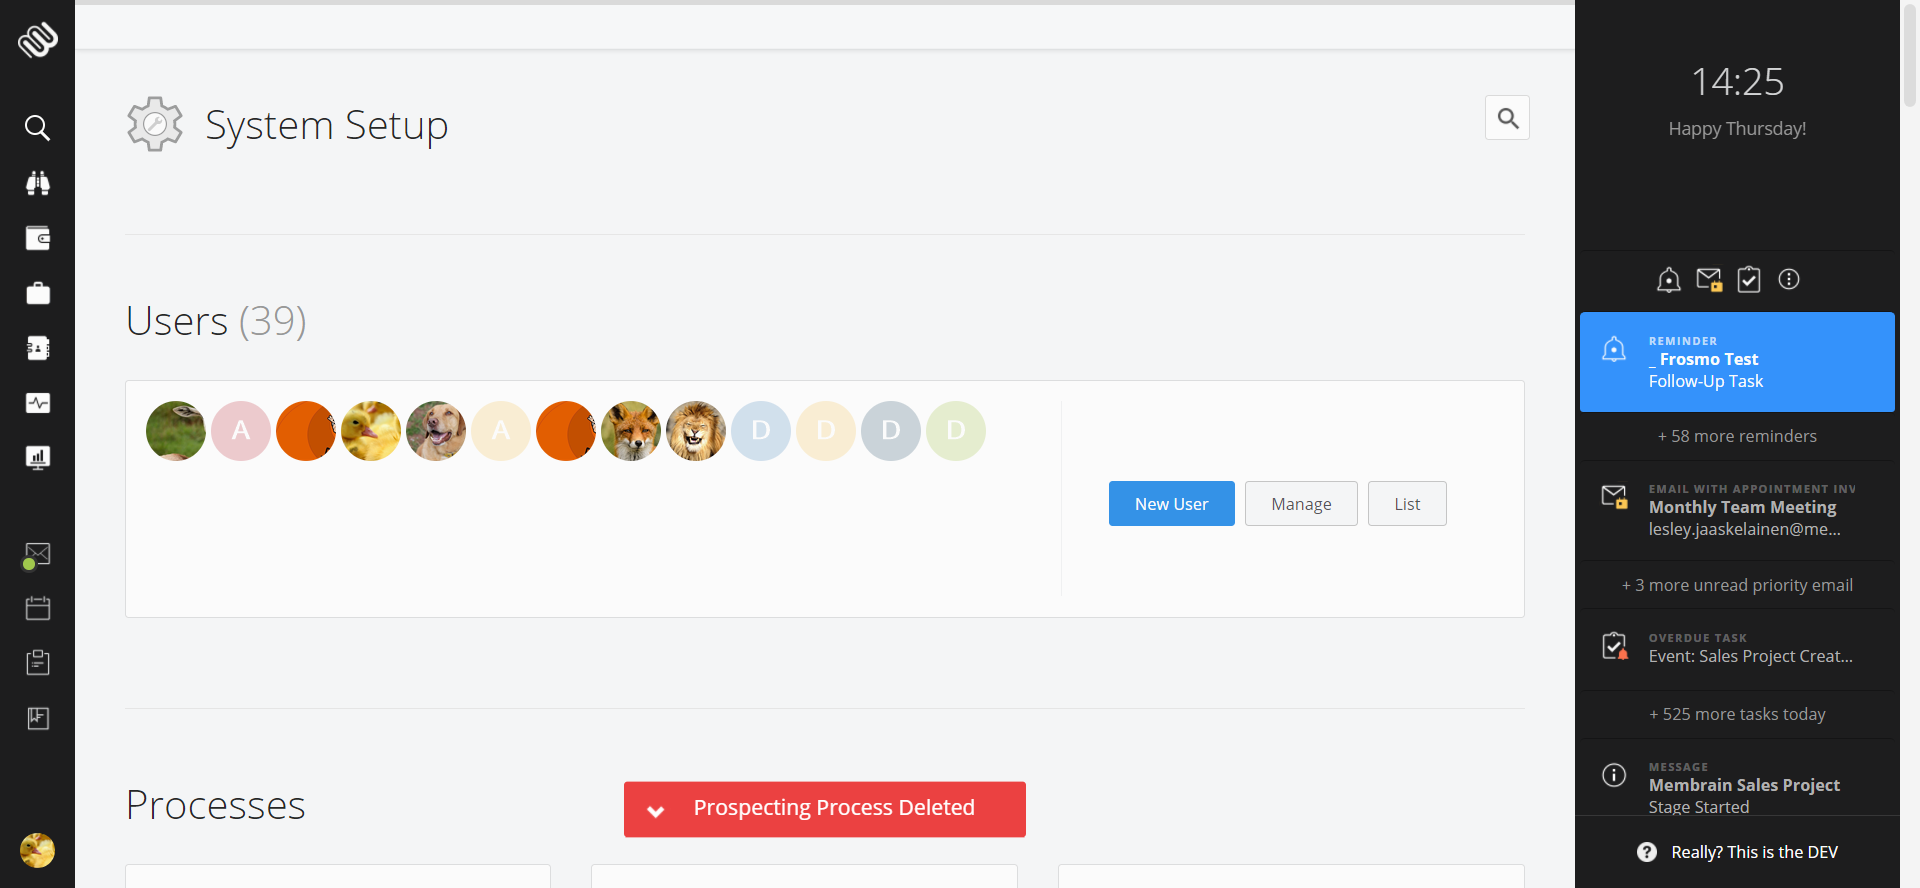 System Setup
Users (39)
A
A
D
D
D
D
New User
Manage
List
Processes
Prospecting Process Deleted
14:25
Happy Thursday!
REMINDER
_ Frosmo Test
Follow-Up Task
+ 58 more reminders
EMAIL WITH APPOINTMENT INV
Monthly Team Meeting
lesley.jaaskelainen@me...
+ 3 more unread priority email
OVERDUE TASK
Event: Sales Project Creat...
+ 525 more tasks today
MESSAGE
Membrain Sales Project
Stage Started
Really? This is the DEV